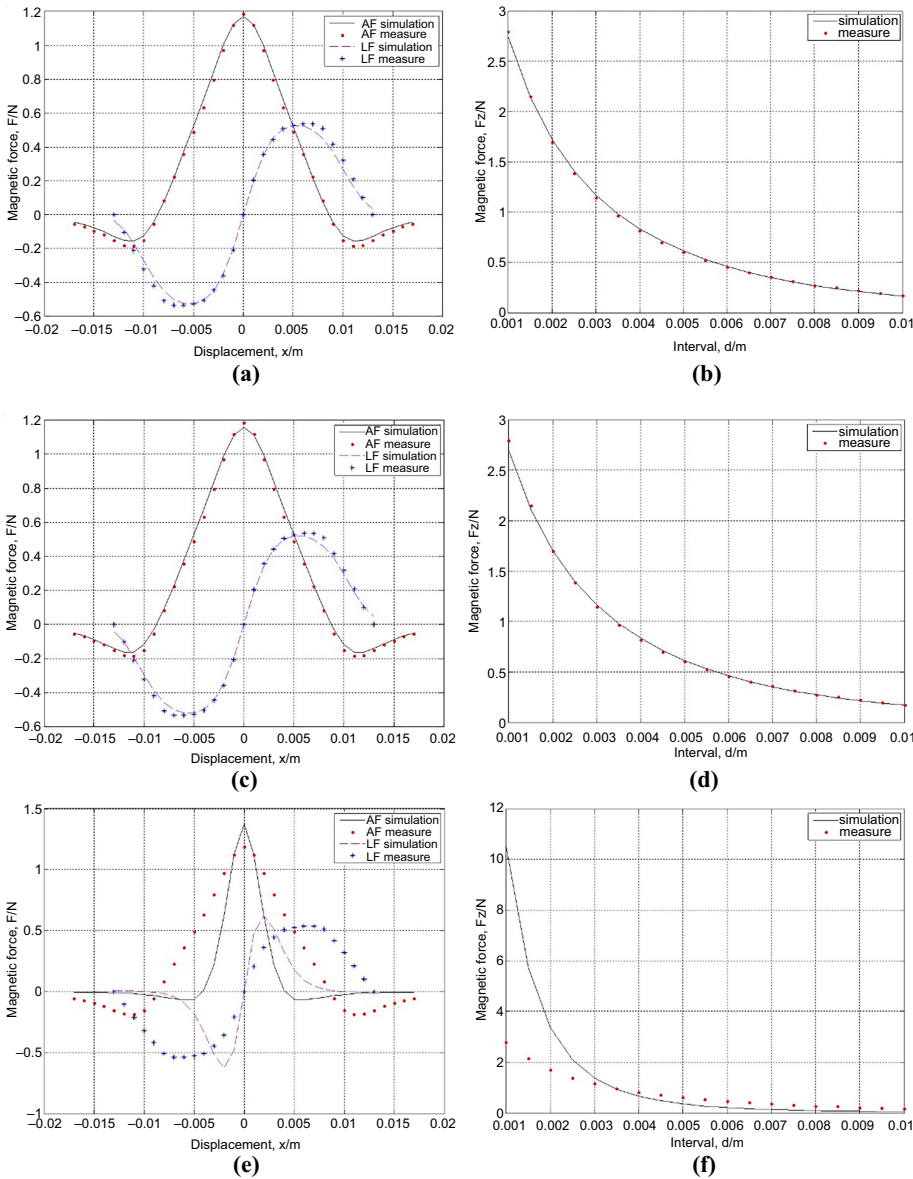 1.2
1
0.8
0.6
0.4
0.2
0
−0.2
−0.4
−0.6
Magnetic force, F/N
AF simulation
AF measure
LF simulation
LF measure
−0.02 −0.015 −0.01 −0.005 0 0.005 0.01 0.015 0.02
Displacement, x/m
(a)
3
2.5
2
1.5
1
0.5
0
Magnetic force, Fz/N
simulation
measure
0.001 0.002 0.003 0.004 0.005 0.006 0.007 0.008 0.009 0.01
Interval, d/m
(b)
1.2
1
0.8
0.6
0.4
0.2
0
−0.2
−0.4
−0.6
Magnetic force, F/N
AF simulation
AF measure
LF simulation
LF measure
−0.02 −0.015 −0.01 −0.005 0 0.005 0.01 0.015 0.02
Displacement, x/m
(c)
3
2.5
2
1.5
1
0.5
0
Magnetic force, Fz/N
simulation
measure
0.001 0.002 0.003 0.004 0.005 0.006 0.007 0.008 0.009 0.01
Interval, d/m
(d)
1.5
1
0.5
0
−0.5
−1
Magnetic force, F/N
AF simulation
AF measure
LF simulation
LF measure
−0.02 −0.015 −0.01 −0.005 0 0.005 0.01 0.015 0.02
Displacement, x/m
(e)
12
10
8
6
4
2
0
Magnetic force, Fz/N
simulation
measure
0.001 0.002 0.003 0.004 0.005 0.006 0.007 0.008 0.009 0.01
Interval, d/m
(f)